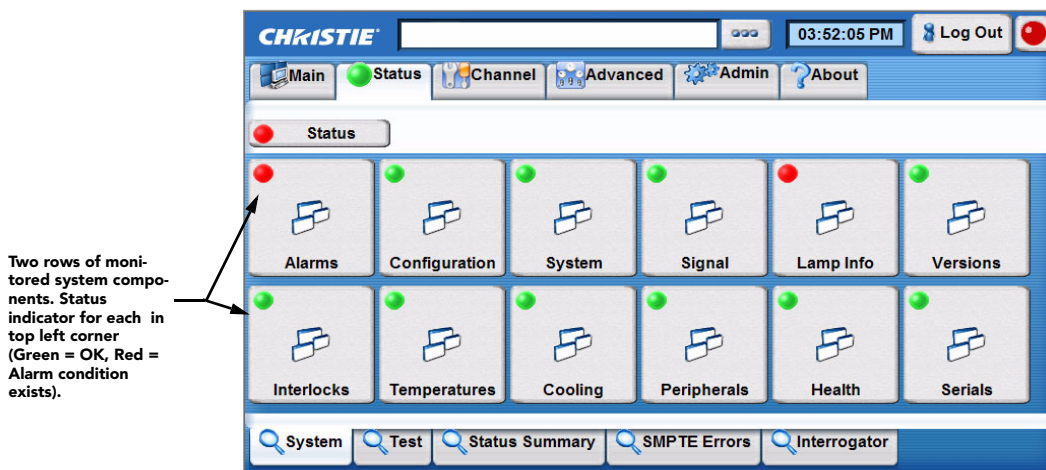 CHRISTIE
03:52:05 PM
Log Out
Main
Status
Channel
Advanced
Admin
About
Status
Alarms
Configuration
System
Signal
Lamp Info
Versions
Two rows of moni-
tored system compo-
nents. Status
indicator for each in
top left corner
(Green = OK, Red =
Alarm condition
exists).
Interlocks
Temperatures
Cooling
Peripherals
Health
Serials
System
Test
Status Summary
SMPTE Errors
Interrogator